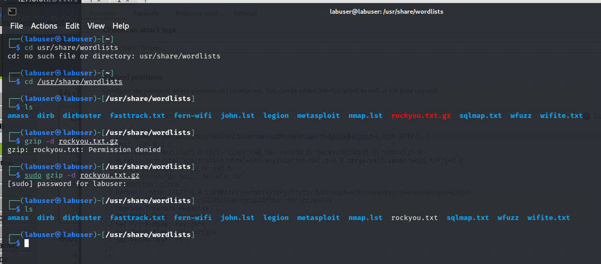 labuser@labuser: /usr/share/wordlists
File Actions Edit View Help
┌──(labuser㉿labuser)-[~]
└─$ cd usr/share/wordlists
cd: no such file or directory: usr/share/wordlists
┌──(labuser㉿labuser)-[~]
└─$ cd /usr/share/wordlists
┌──(labuser㉿labuser)-[/usr/share/wordlists]
└─$ ls
amass dirb dirbuster fasttrack.txt fern-wifi john.lst legion metasploit nmap.lst rockyou.txt.gz sqlmap.txt wfuzz wifite.txt
┌──(labuser㉿labuser)-[/usr/share/wordlists]
└─$ gzip -d rockyou.txt.gz
gzip: rockyou.txt: Permission denied
┌──(labuser㉿labuser)-[/usr/share/wordlists]
└─$ sudo gzip -d rockyou.txt.gz
[sudo] password for labuser:
┌──(labuser㉿labuser)-[/usr/share/wordlists]
└─$ ls
amass dirb dirbuster fasttrack.txt fern-wifi john.lst legion metasploit nmap.lst rockyou.txt sqlmap.txt wfuzz wifite.txt
┌──(labuser㉿labuser)-[/usr/share/wordlists]
└─$